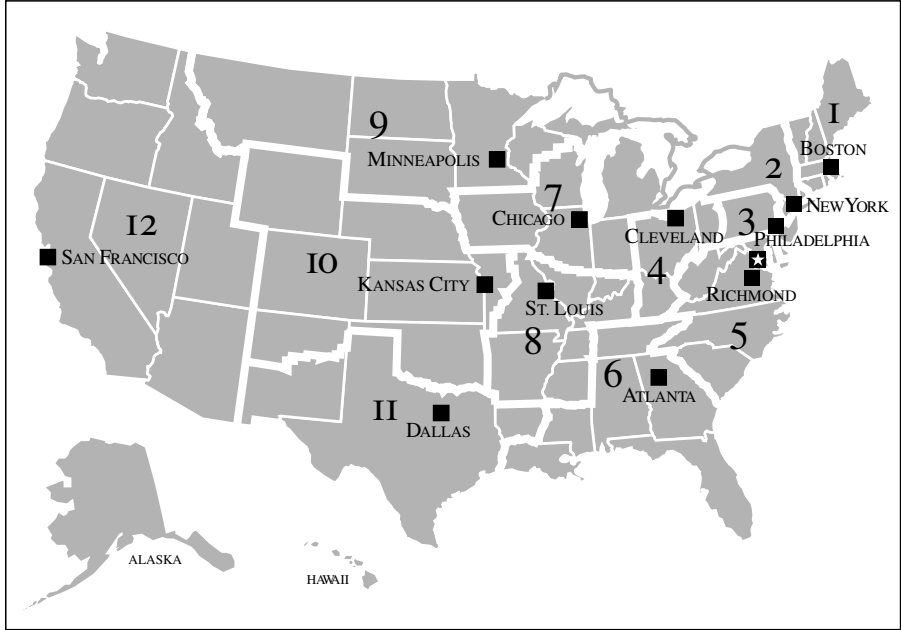 1
BOSTON
9
MINNEAPOLIS
2
7
NEW YORK
CHICAGO
12
3
CLEVELAND
PHILADELPHIA
SAN FRANCISCO
10
4
KANSAS CITY
RICHMOND
ST. LOUIS
8
5
6
ATLANTA
11
DALLAS
ALASKA
HAWAII